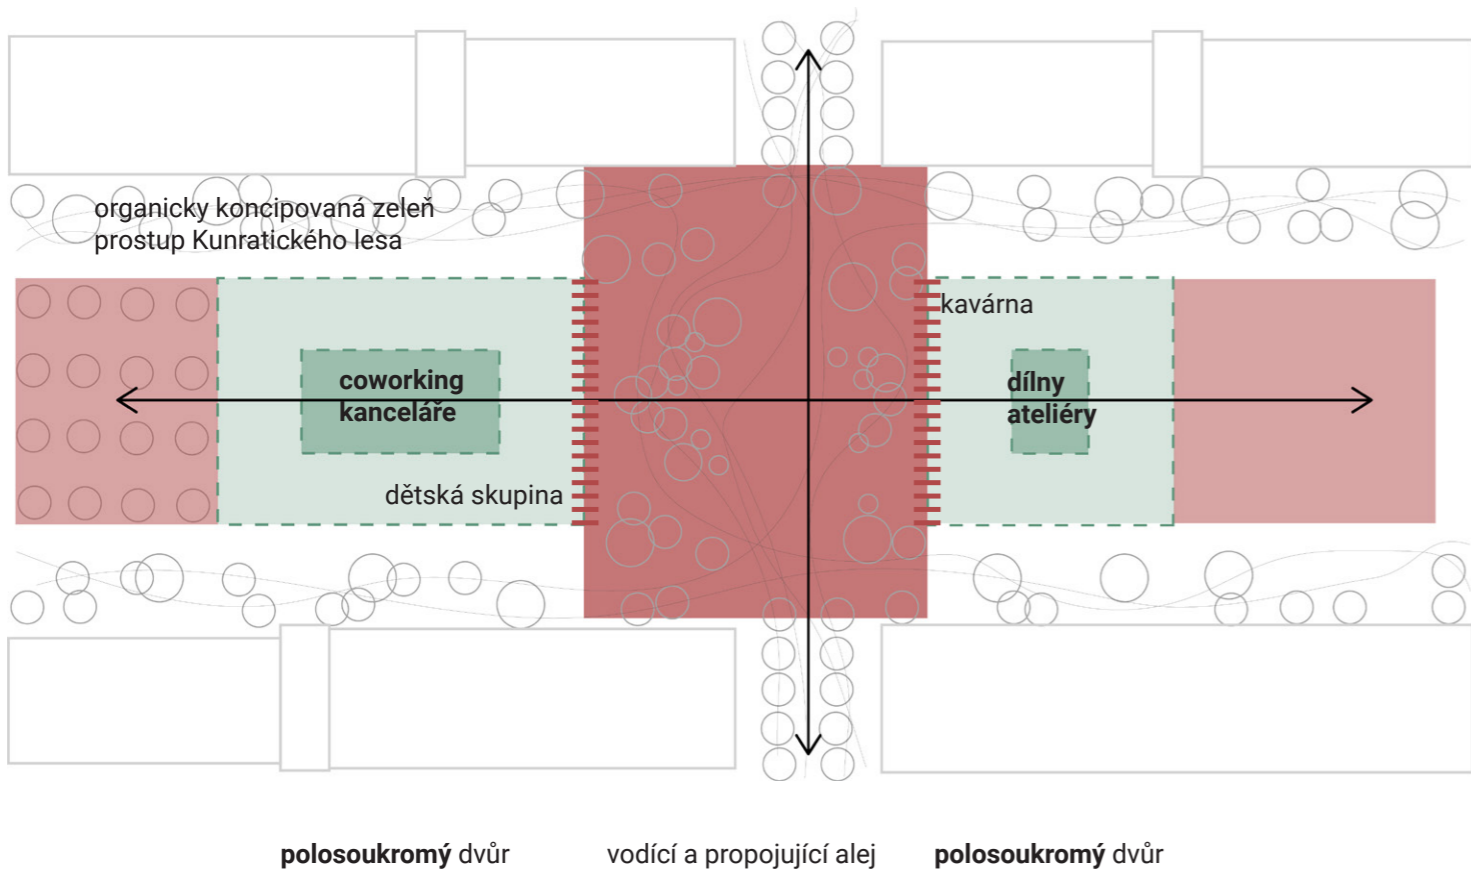 organicky koncipovaná zeleň
prostup Kunratického lesa
kavárna
coworking
kanceláře
dílny
ateliéry
dětská skupina
polosoukromý dvůr
vodící a propojující alej
polosoukromý dvůr